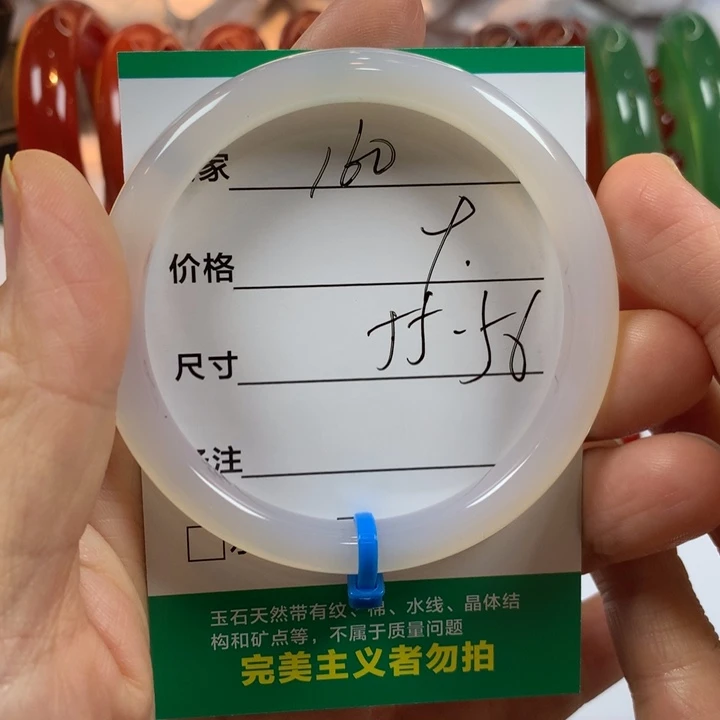 家 160
价格
尺寸 55-56
注
玉石天然带有纹、棉、水线、晶体结
构和矿点等，不属于质量问题
完美主义者勿拍